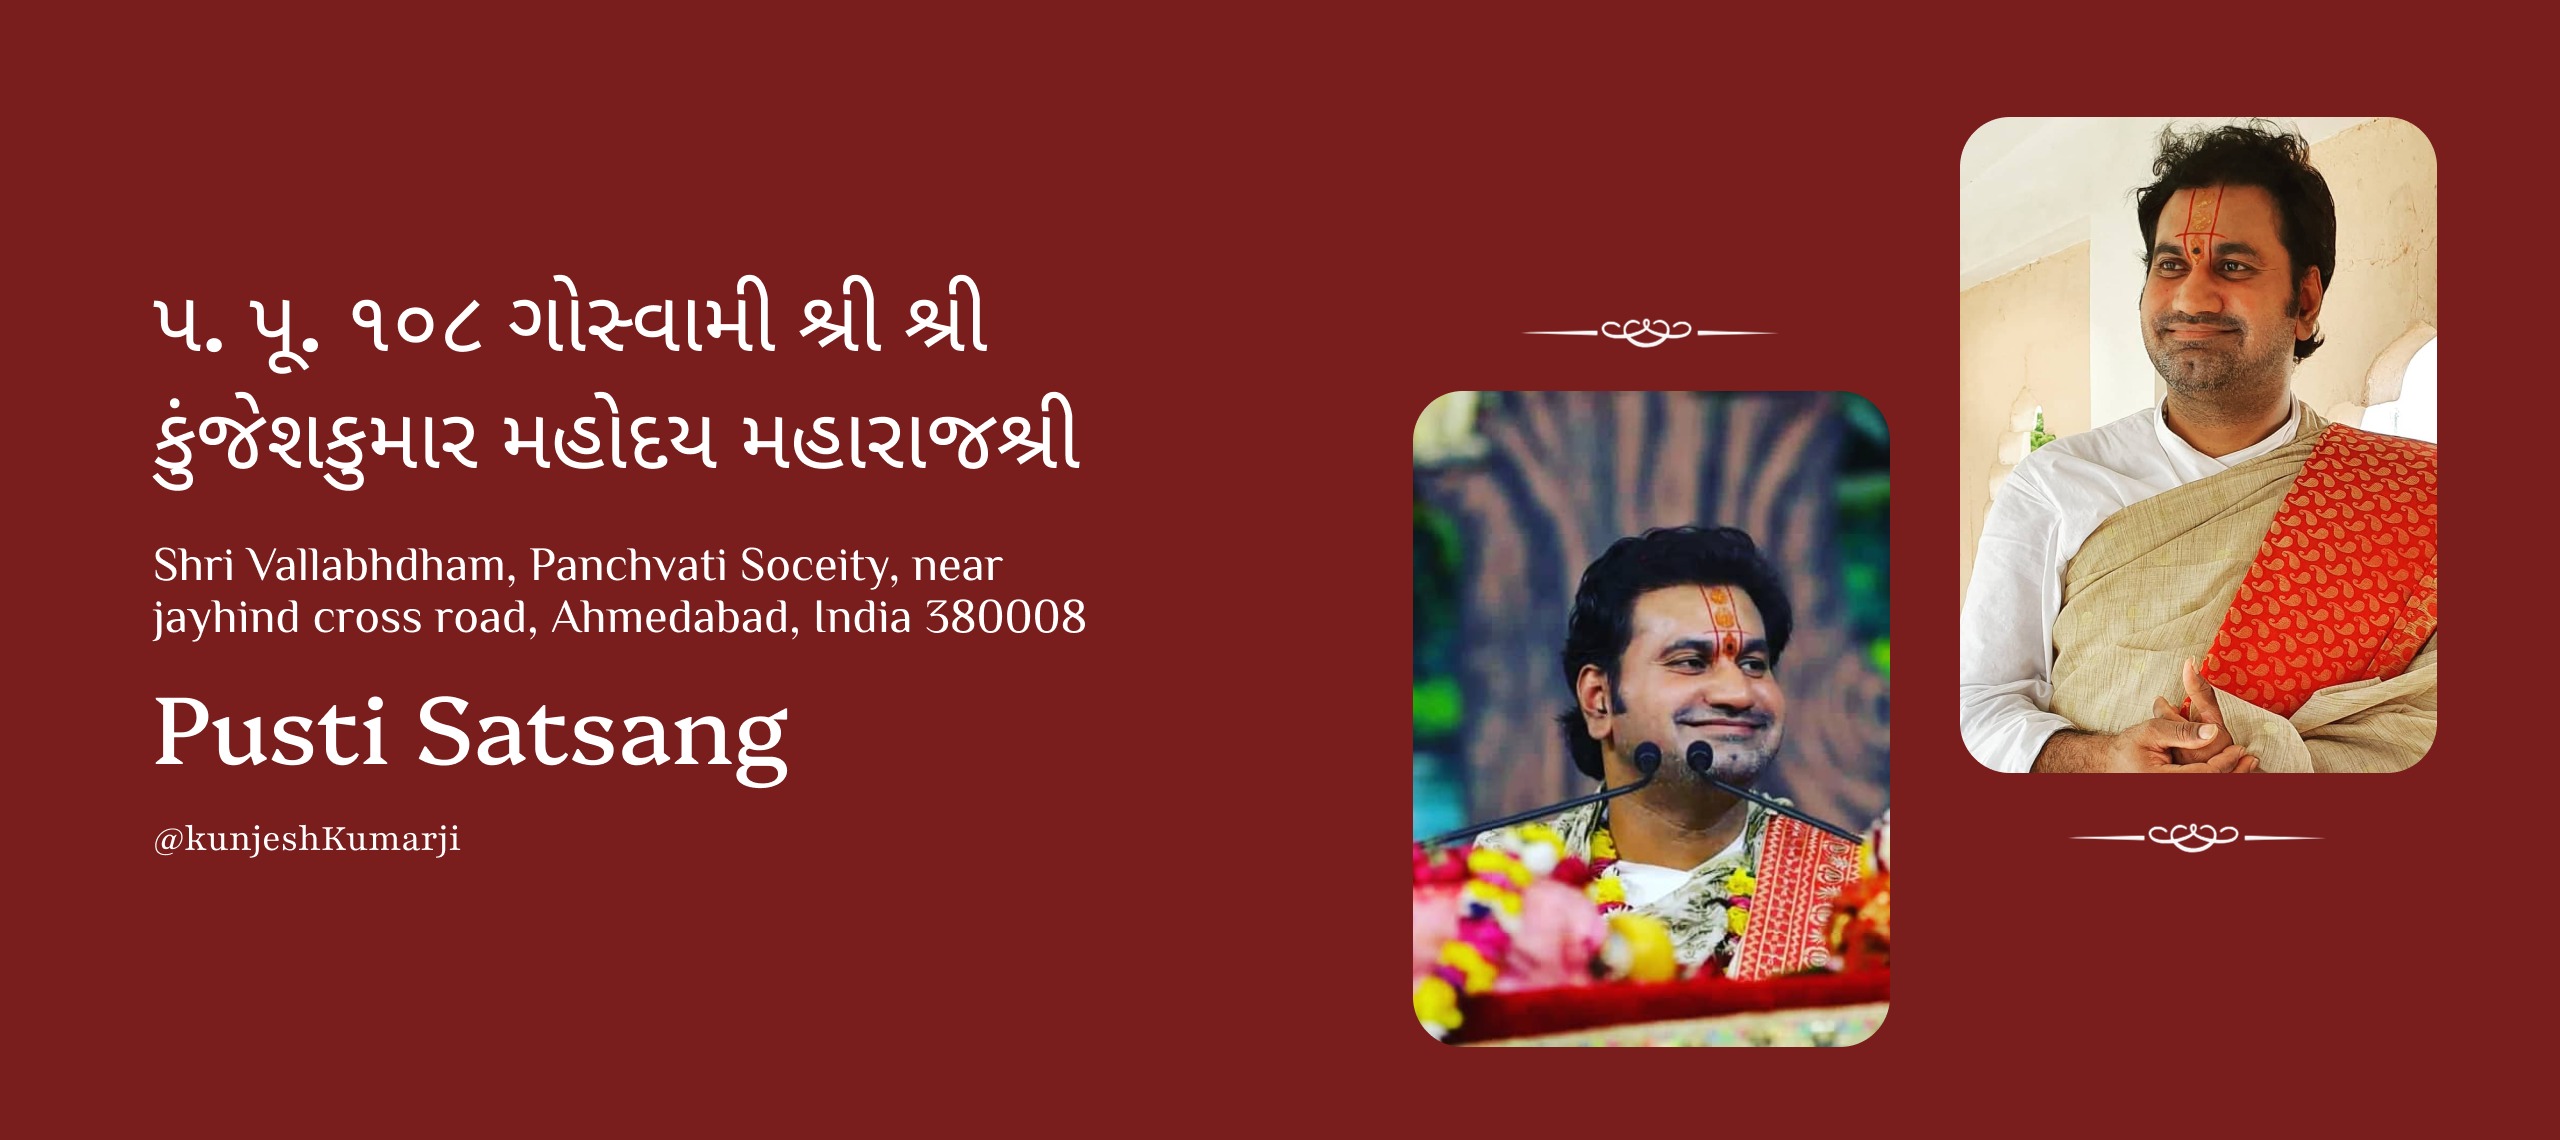 પ. પૂ. ૧૦૮ ગોસ્વામી શ્રી શ્રી
કુંજેશકુમાર મહોદય મહારાજશ્રી
Shri Vallabhdham, Panchvati Soceity, near
jayhind cross road, Ahmedabad, India 380008
Pusti Satsang
@kunjeshKumarji